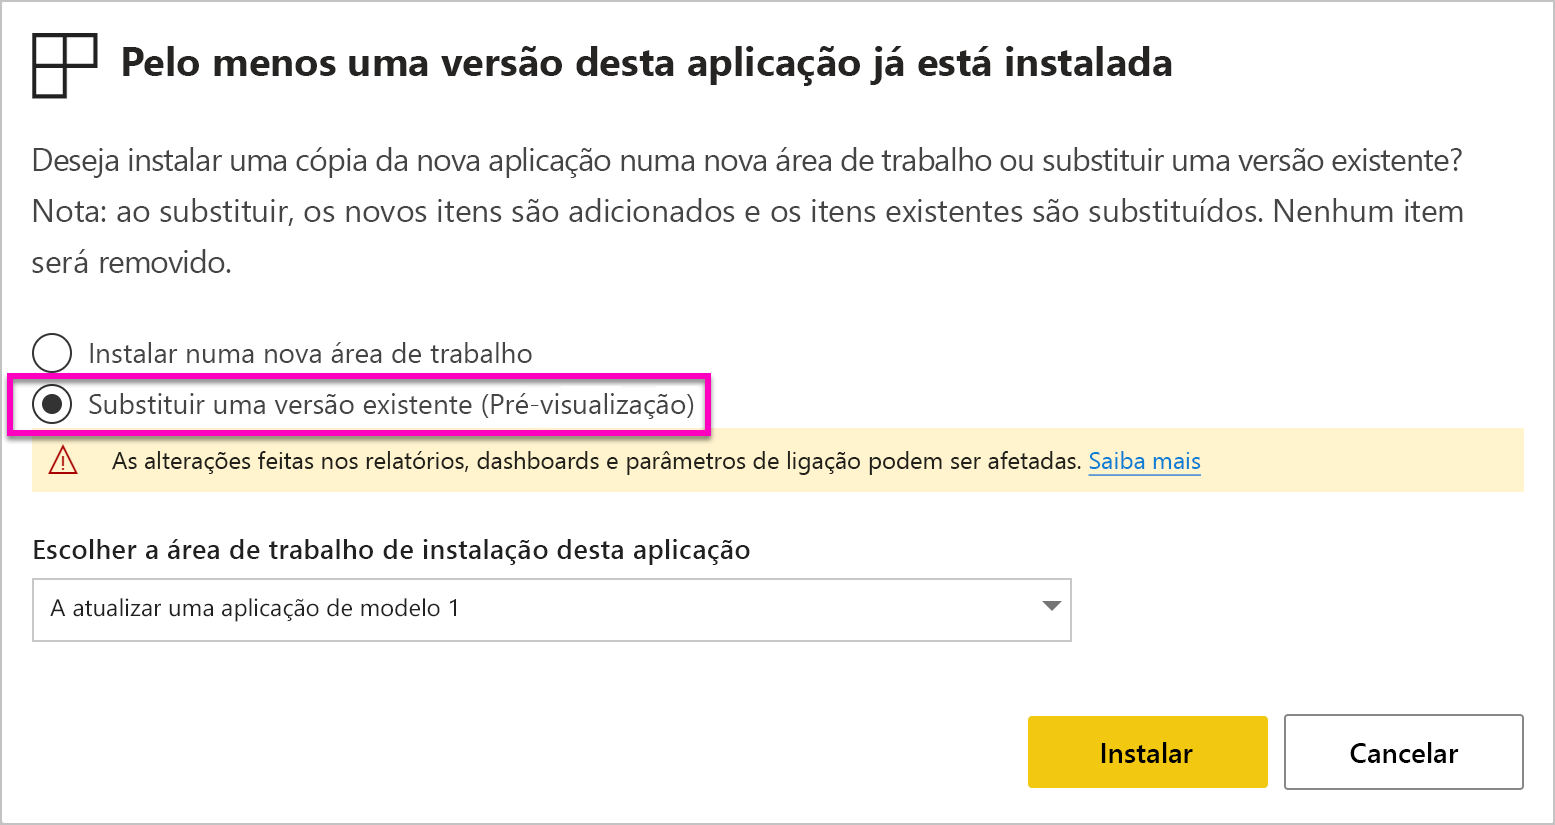 Pelo menos uma versão desta aplicação já está instalada
Deseja instalar uma cópia da nova aplicação numa nova área de trabalho ou substituir uma versão existente?
Nota: ao substituir, os novos itens são adicionados e os itens existentes são substituídos. Nenhum item
será removido.
Instalar numa nova área de trabalho
Substituir uma versão existente (Pré-visualização)
As alterações feitas nos relatórios, dashboards e parâmetros de ligação podem ser afetadas. Saiba mais
Escolher a área de trabalho de instalação desta aplicação
A atualizar uma aplicação de modelo 1
Instalar
Cancelar